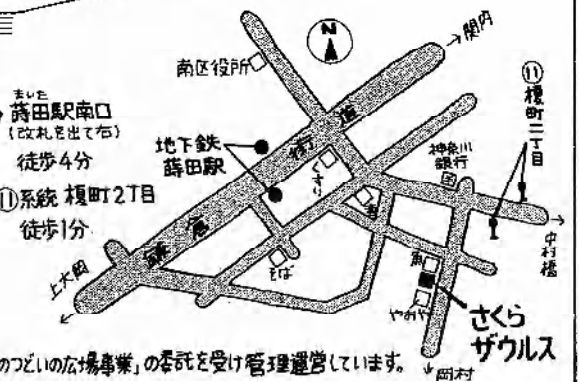 N
→関内
南区役所
まいた
蒔田駅南口
(改札を出て右)
徒歩4分
⑪系統 榎町2丁目
徒歩1分
地下鉄
蒔田駅
鎌倉街道
くすり
神奈川
銀行
⑪榎町二丁目
中村橋
そば
魚
やおや
上大岡
さくら
ザウルス
↓岡村
のつどいの広場事業」の委託を受け管理運営しています。